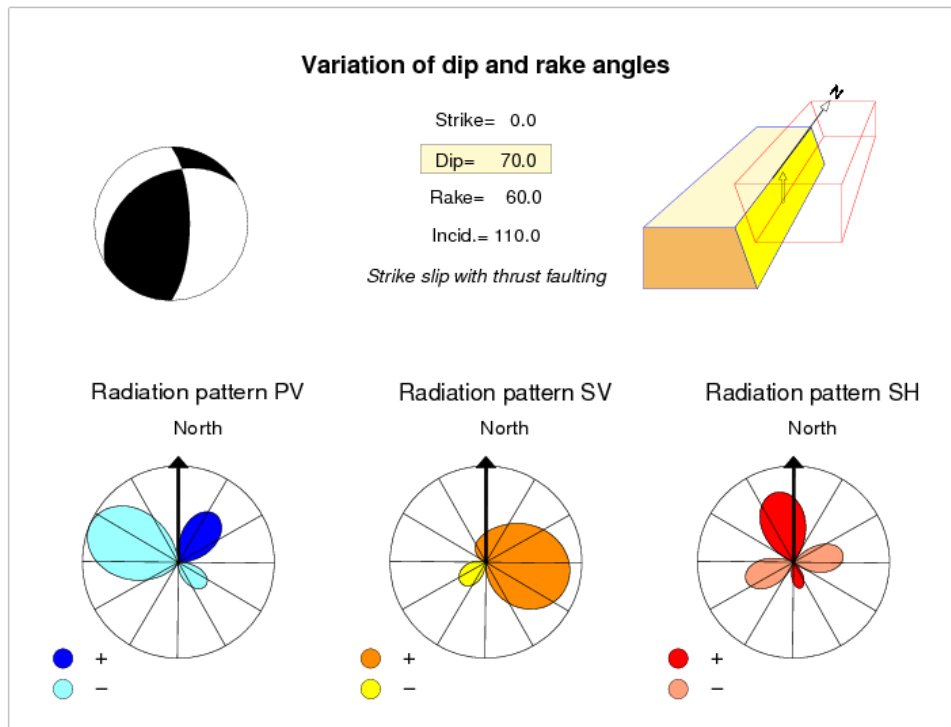 Variation of dip and rake angles
N
Strike= 0.0
Dip= 70.0
Rake= 60.0
Incid.= 110.0
Strike slip with thrust faulting
Radiation pattern PV
North
+
−
Radiation pattern SV
North
+
−
Radiation pattern SH
North
+
−